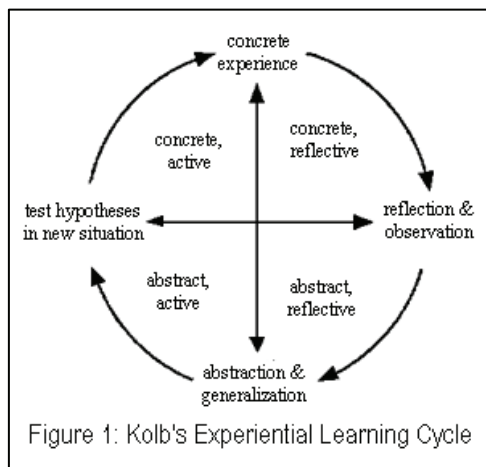 concrete
experience
concrete,
active
concrete,
reflective
test hypotheses
in new situation
reflection &
observation
abstract,
active
abstract,
reflective
abstraction &
generalization
Figure 1: Kolb's Experiential Learning Cycle